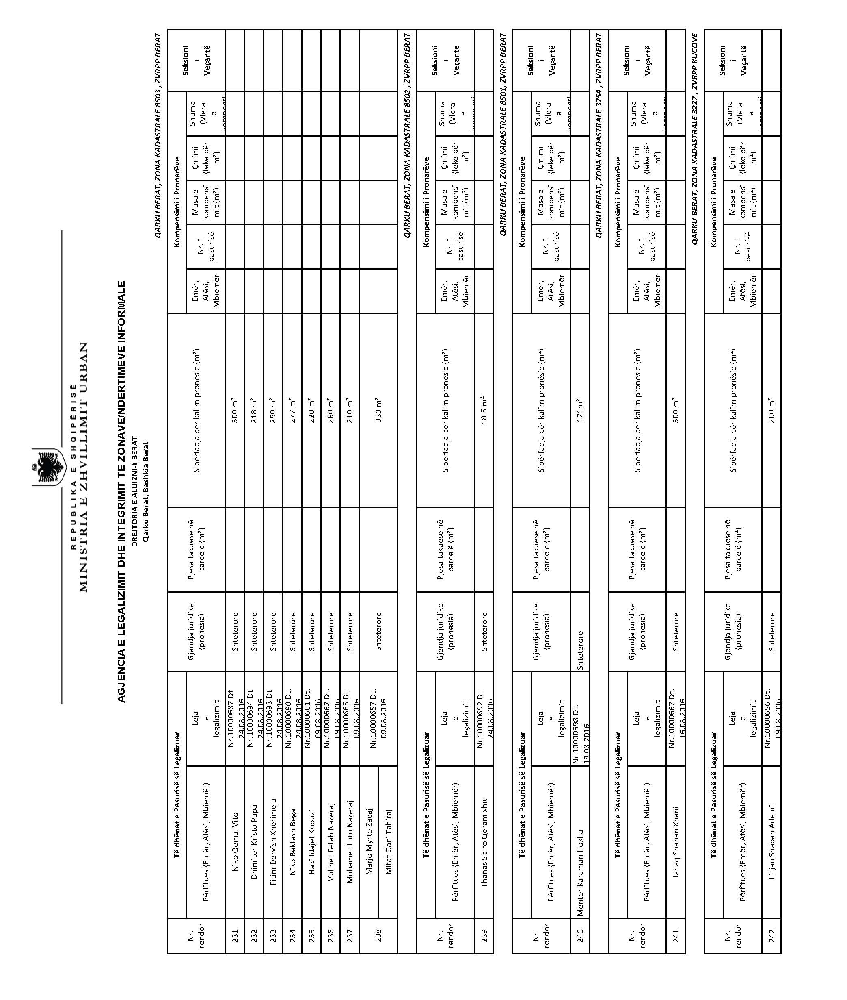 REPUBLIKA E SHQIPËRISË
MINISTRIA E ZHVILLIMIT URBAN
AGJENCIA E LEGALIZIMIT DHE INTEGRIMIT TE ZONAVE/NDERTIMEVE INFORMALE
DREJTORIA E ALUIZNI-t BERAT
Qarku Berat, Bashkia Berat
QARKU BERAT, ZONA KADASTRALE 8503 , ZVRPP BERAT
Nr. rendor | Të dhënat e Pasurisë së Legalizuar | Gjendja juridike (pronesia) | Pjesa takuese në parcelë (m²) | Sipërfaqja për kalim pronësie (m²) | Kompensimi i Pronarëve | Seksioni i Veçantë
Përfitues (Emër, Atësi, Mbiemër) | Leja e legalizimit | Emër, Atësi, Mbiemër | Nr. i pasurisë | Masa e kompensi mit (m²) | Çmimi (leke për m²) | Shuma (Vlera e kompensi
231 | Niko Qemal Vito | Nr.10000687 Dt 24.08.2016 | Shteterore | 300 m²
232 | Dhimiter Kristo Papa | Nr.10000694 Dt 24.08.2016 | Shteterore | 218 m²
233 | Fitim Dervish Xherimeja | Nr.10000693 Dt 24.08.2016 | Shteterore | 290 m²
234 | Niko Bektash Bega | Nr.10000690 Dt. 24.08.2016 | Shteterore | 277 m²
235 | Haki Idajet Kobuzi | Nr.10000661 Dt. 09.08.2016 | Shteterore | 220 m²
236 | Vullnet Fetah Nazeraj | Nr.10000662 Dt. 09.08.2016 | Shteterore | 260 m²
237 | Muhamet Luto Nazeraj | Nr.10000665 Dt. 09.08.2016 | Shteterore | 210 m²
238 | Marjo Myrto Zacaj | Nr.10000657 Dt. 09.08.2016 | Shteterore | 330 m²
Mitat Qani Tahiraj
QARKU BERAT, ZONA KADASTRALE 8502 , ZVRPP BERAT
Nr. rendor | Të dhënat e Pasurisë së Legalizuar | Gjendja juridike (pronesia) | Pjesa takuese në parcelë (m²) | Sipërfaqja për kalim pronësie (m²) | Kompensimi i Pronarëve | Seksioni i Veçantë
Përfitues (Emër, Atësi, Mbiemër) | Leja e legalizimit | Emër, Atësi, Mbiemër | Nr. i pasurisë | Masa e kompensi mit (m²) | Çmimi (leke për m²) | Shuma (Vlera e kompensi
239 | Thanas Spiro Qeramixhiu | Nr.10000692 Dt. 24.08.2016 | Shteterore | 18.5 m²
QARKU BERAT, ZONA KADASTRALE 8501, ZVRPP BERAT
Nr. rendor | Të dhënat e Pasurisë së Legalizuar | Gjendja juridike (pronesia) | Pjesa takuese në parcelë (m²) | Sipërfaqja për kalim pronësie (m²) | Kompensimi i Pronarëve | Seksioni i Veçantë
Përfitues (Emër, Atësi, Mbiemër) | Leja e legalizimit | Emër, Atësi, Mbiemër | Nr. i pasurisë | Masa e kompensi mit (m²) | Çmimi (leke për m²) | Shuma (Vlera e kompensi
240 | Mentor Karaman Hoxha | Nr.10000598 Dt. 19.08.2016 | Shteterore | 171m²
QARKU BERAT, ZONA KADASTRALE 3754 , ZVRPP BERAT
Nr. rendor | Të dhënat e Pasurisë së Legalizuar | Gjendja juridike (pronesia) | Pjesa takuese në parcelë (m²) | Sipërfaqja për kalim pronësie (m²) | Kompensimi i Pronarëve | Seksioni i Veçantë
Përfitues (Emër, Atësi, Mbiemër) | Leja e legalizimit | Emër, Atësi, Mbiemër | Nr. i pasurisë | Masa e kompensi mit (m²) | Çmimi (leke për m²) | Shuma (Vlera e kompensi
241 | Janaq Shaban Xhani | Nr.10000667 Dt. 16.08.2016 | Shteterore | 500 m²
QARKU BERAT, ZONA KADASTRALE 3227 , ZVRPP KUCOVE
Nr. rendor | Të dhënat e Pasurisë së Legalizuar | Gjendja juridike (pronesia) | Pjesa takuese në parcelë (m²) | Sipërfaqja për kalim pronësie (m²) | Kompensimi i Pronarëve | Seksioni i Veçantë
Përfitues (Emër, Atësi, Mbiemër) | Leja e legalizimit | Emër, Atësi, Mbiemër | Nr. i pasurisë | Masa e kompensi mit (m²) | Çmimi (leke për m²) | Shuma (Vlera e kompensi
242 | Ilirjan Shaban Ademi | Nr.10000656 Dt. 09.08.2016 | Shteterore | 200 m²